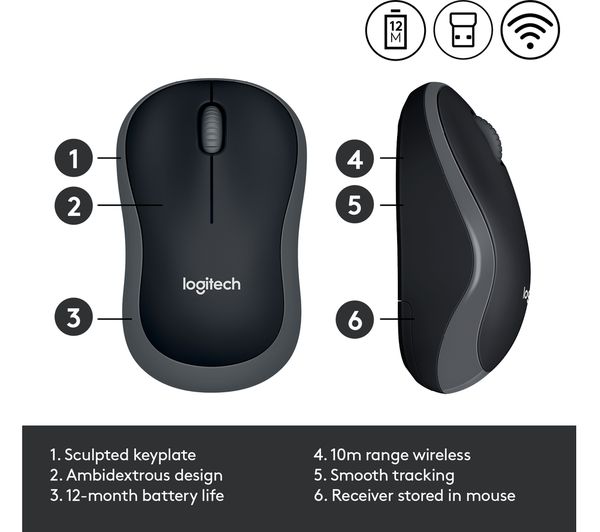 12
M
1
2
3
4
5
6
logitech
lo
1. Sculpted keyplate
2. Ambidextrous design
3. 12-month battery life
4. 10m range wireless
5. Smooth tracking
6. Receiver stored in mouse